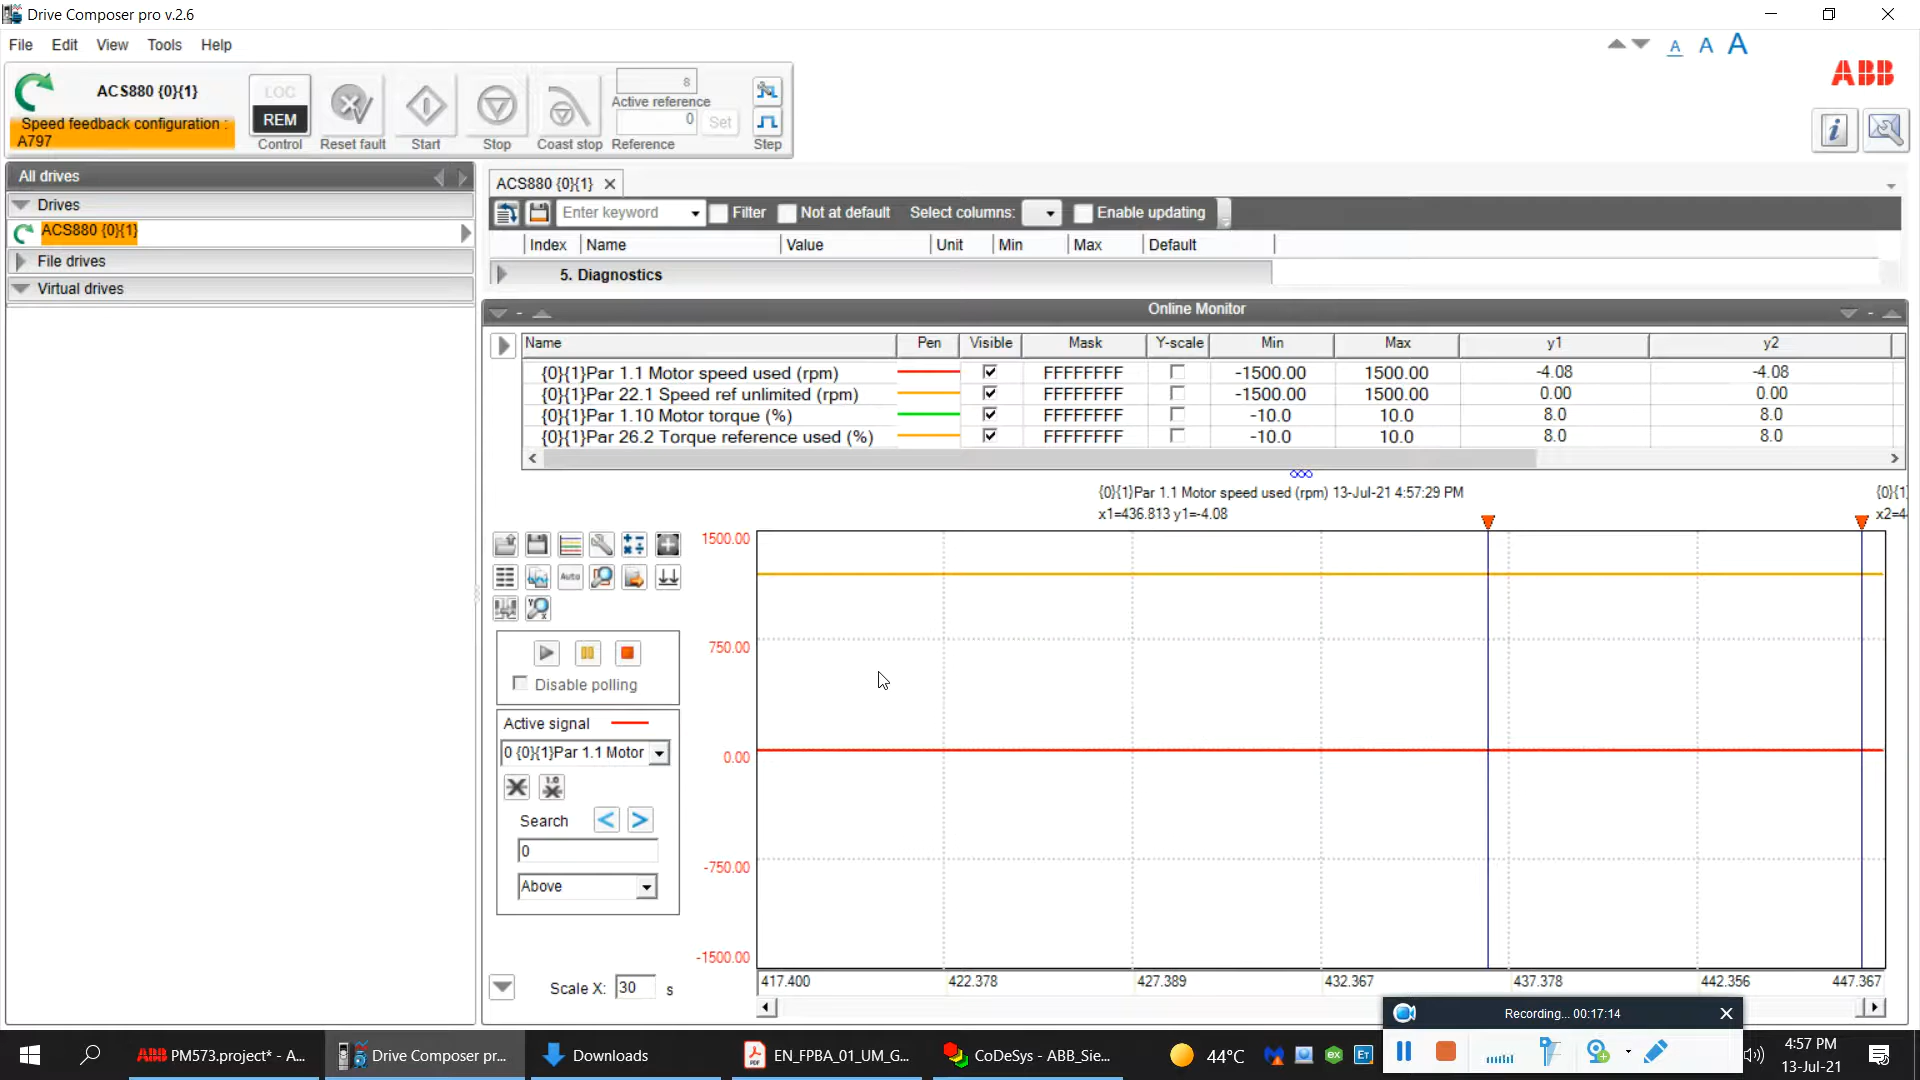 Drive Composer pro v.2.6
File Edit View Tools Help
A A A
ABB
ACS880 {0}{1}
Speed feedback configuration :
A797
LOC
REM
Control
Reset fault
Start
Stop
Coast stop
8
Active reference
0
Set
Reference
Step
All drives
Drives
ACS880 {0}{1}
File drives
Virtual drives
ACS880 {0}{1}
Enter keyword
Filter
Not at default
Select columns:
Enable updating
Index Name Value Unit Min Max Default
5. Diagnostics
Online Monitor
Name Pen Visible Mask Y-scale Min Max y1 y2
{0}{1}Par 1.1 Motor speed used (rpm) FFFFFFFF -1500.00 1500.00 -4.08 -4.08
{0}{1}Par 22.1 Speed ref unlimited (rpm) FFFFFFFF -1500.00 1500.00 0.00 0.00
{0}{1}Par 1.10 Motor torque (%) FFFFFFFF -10.0 10.0 8.0 8.0
{0}{1}Par 26.2 Torque reference used (%) FFFFFFFF -10.0 10.0 8.0 8.0
{0}{1}Par 1.1 Motor speed used (rpm) 13-Jul-21 4:57:29 PM
x1=436.813 y1=-4.08
{0}{1}
x2=4
Auto
Disable polling
Active signal
0 {0}{1}Par 1.1 Motor
1.0
Search
0
Above
Scale X: 30 s
1500.00
750.00
0.00
-750.00
-1500.00
417.400 422.378 427.389 432.367 437.378 442.356 447.367
Recording... 00:17:14
ABB PM573.project* - A...
Drive Composer pr...
Downloads
EN_FPBA_01_UM_G...
CoDeSys - ABB_Sie...
44°C
4:57 PM
13-Jul-21